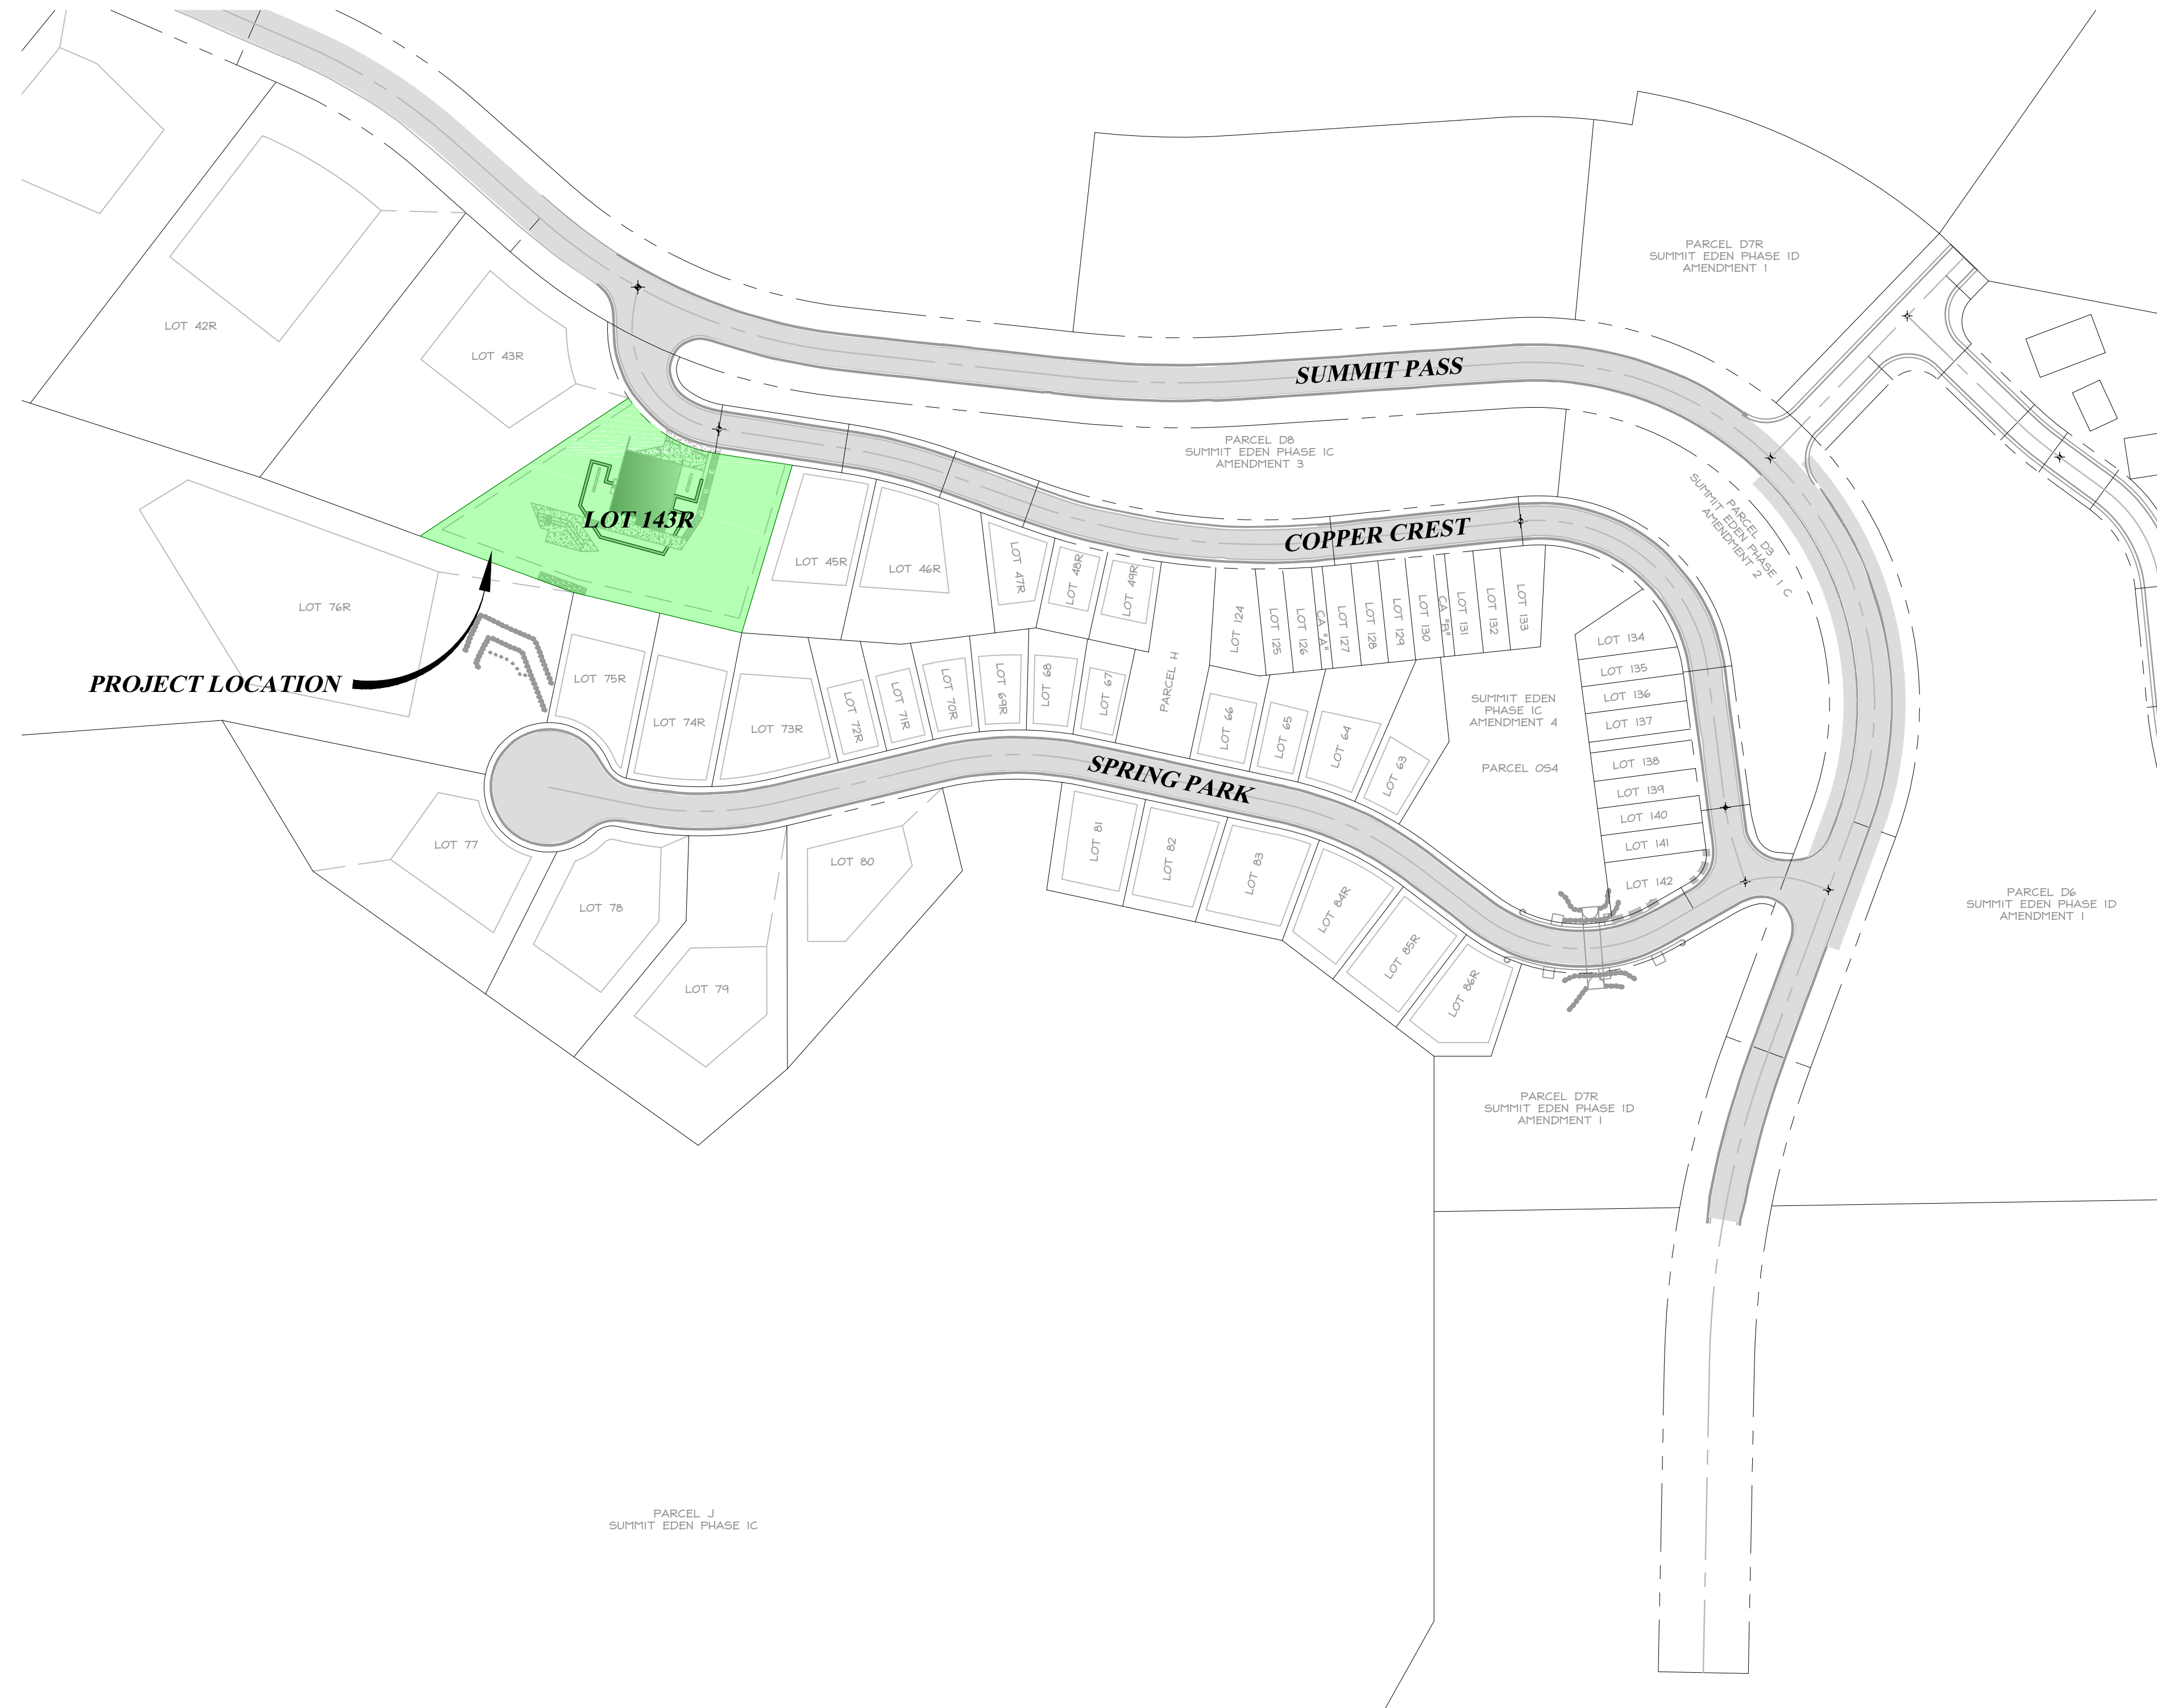 PARCEL D7R
SUMMIT EDEN PHASE 1D
AMENDMENT 1
LOT 42R
LOT 43R
SUMMIT PASS
PARCEL D8
SUMMIT EDEN PHASE 1C
AMENDMENT 3
PARCEL D3
SUMMIT EDEN PHASE 1 C
AMENDMENT 2
LOT 143R
COPPER CREST
LOT 45R
LOT 46R
LOT 47R
LOT 48R
LOT 49R
LOT 76R
LOT 124
LOT 125
LOT 126
CA "A"
LOT 127
LOT 128
LOT 129
LOT 130
CA "B"
LOT 131
LOT 132
LOT 133
LOT 134
LOT 135
LOT 136
LOT 137
LOT 138
LOT 139
LOT 140
LOT 141
LOT 142
PROJECT LOCATION
LOT 75R
LOT 74R
LOT 73R
LOT 72R
LOT 71R
LOT 70R
LOT 69R
LOT 68
LOT 67
PARCEL H
LOT 66
LOT 65
LOT 64
LOT 63
SUMMIT EDEN
PHASE 1C
AMENDMENT 4
PARCEL OS4
SPRING PARK
LOT 77
LOT 78
LOT 79
LOT 80
LOT 81
LOT 82
LOT 83
LOT 84R
LOT 85R
LOT 86R
PARCEL D6
SUMMIT EDEN PHASE 1D
AMENDMENT 1
PARCEL D7R
SUMMIT EDEN PHASE 1D
AMENDMENT 1
PARCEL J
SUMMIT EDEN PHASE 1C